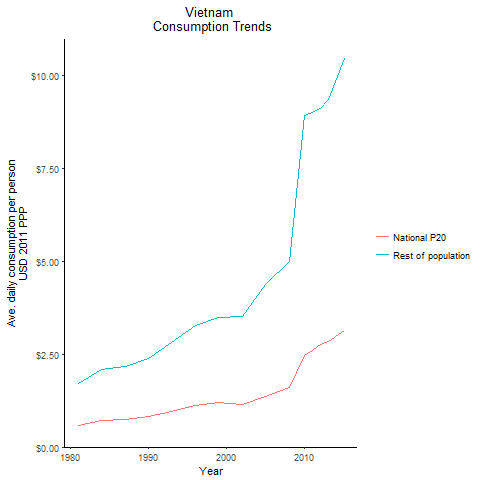 Vietnam
Consumption Trends
$10.00
$7.50
$5.00
$2.50
$0.00
Ave. daily consumption per person
USD 2011 PPP
1980 1990 2000 2010
Year
National P20
Rest of population